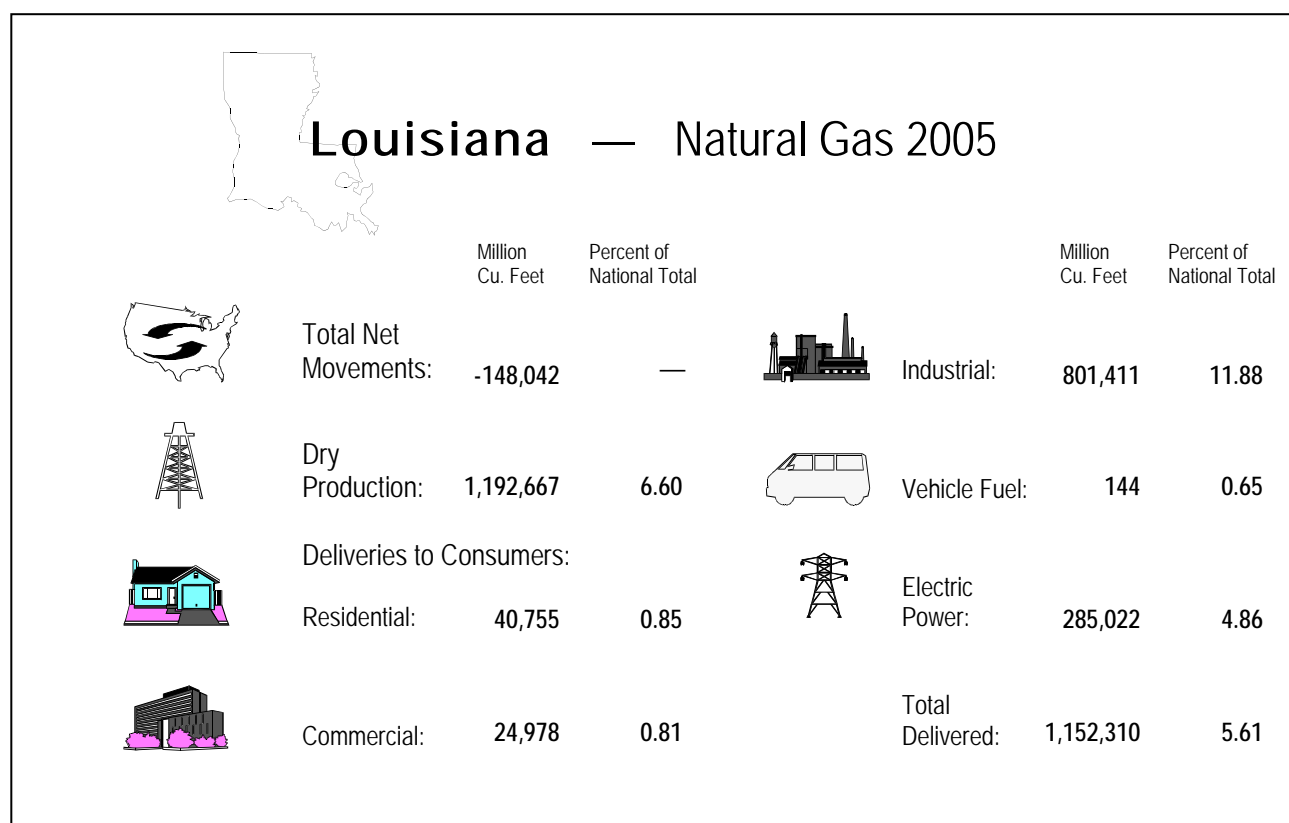 Louisiana — Natural Gas 2005
Million
Cu. Feet
Percent of
National Total
Total Net
Movements: -148,042 —
Dry
Production: 1,192,667 6.60
Deliveries to Consumers:
Residential: 40,755 0.85
Commercial: 24,978 0.81
Million
Cu. Feet
Percent of
National Total
Industrial: 801,411 11.88
Vehicle Fuel: 144 0.65
Electric
Power: 285,022 4.86
Total
Delivered: 1,152,310 5.61